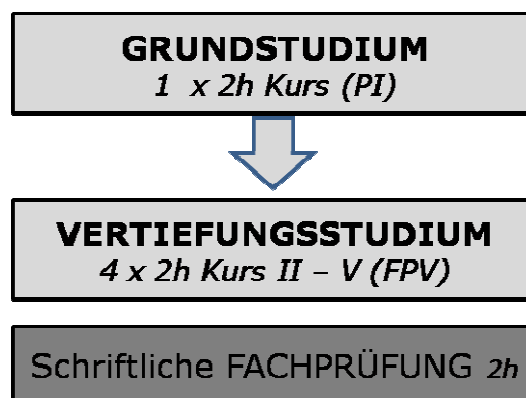 GRUNDSTUDIUM
1 x 2h Kurs (PI)
VERTIEFUNGSSTUDIUM
4 x 2h Kurs II – V (FPV)
Schriftliche FACHPRÜFUNG 2h